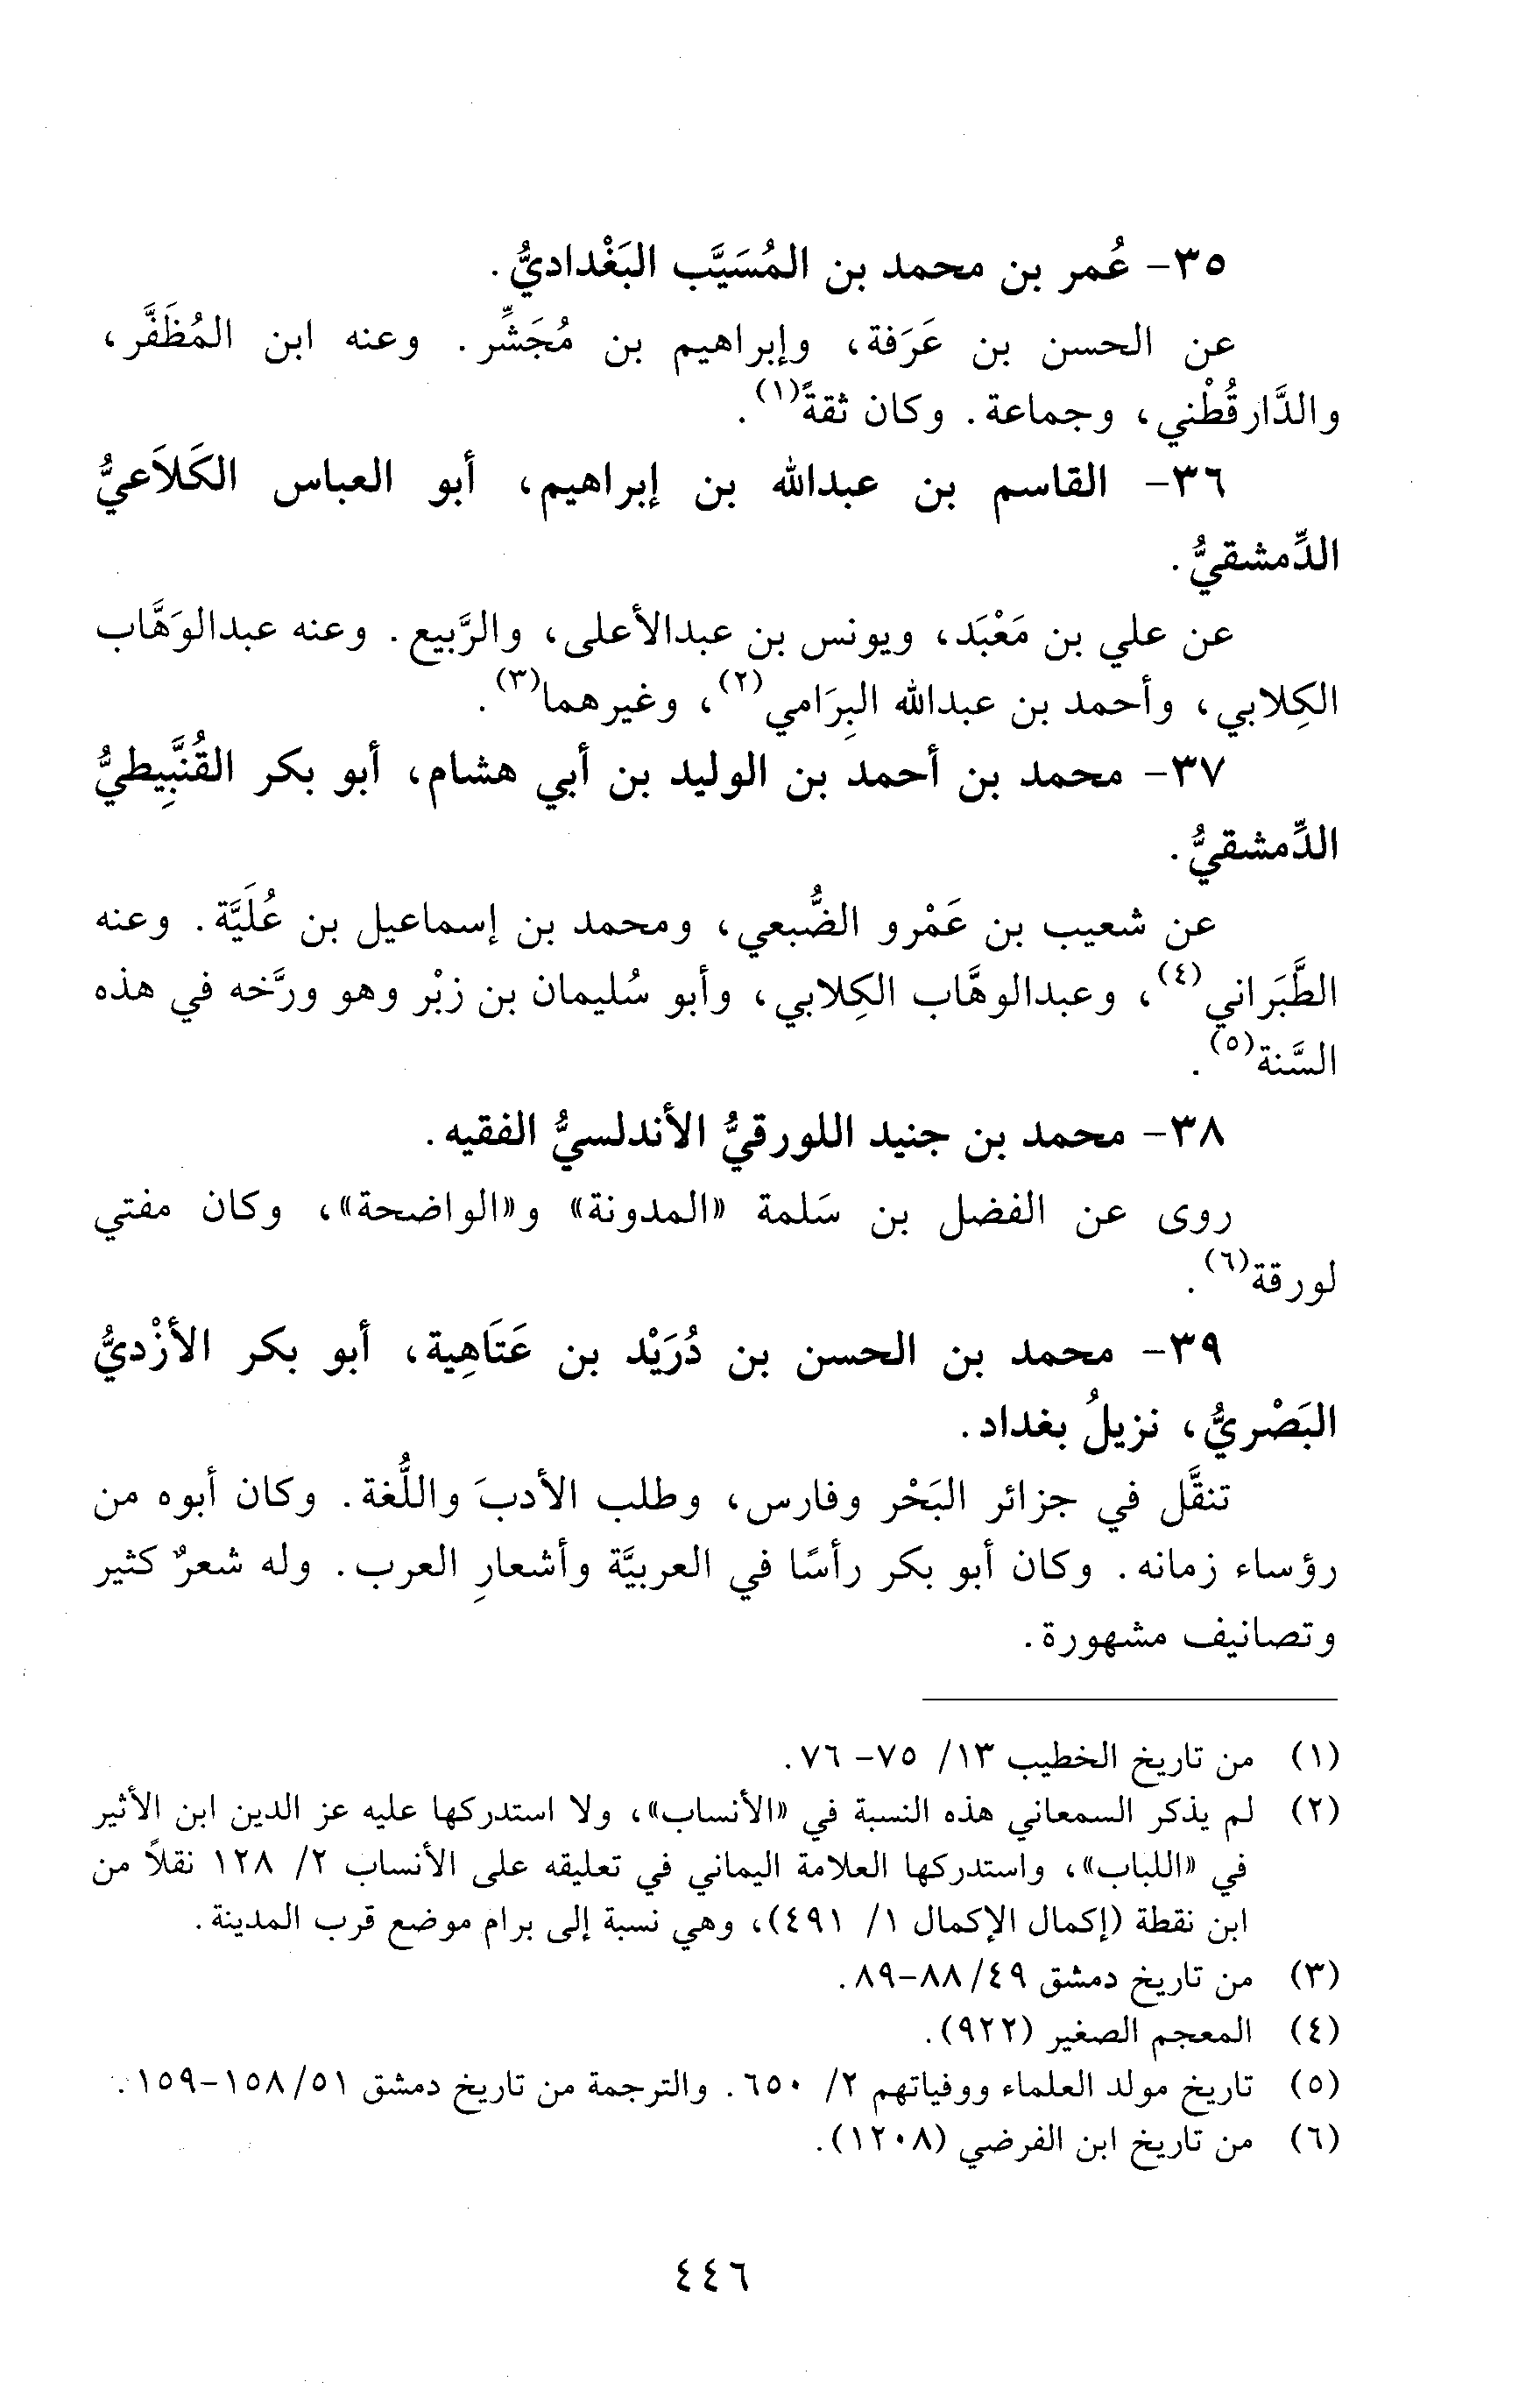 ٣٥- عُمر بن محمد بن المُسَيَّب البَغْداديُّ.
عن الحسن بن عَرَفة، وإبراهيم بن مُجَشِّر. وعنه ابن المُظَفَّر،
والدَّارقُطْني، وجماعة. وكان ثقةً(١).
٣٦- القاسم بن عبدالله بن إبراهيم، أبو العباس الكَلاَعيُّ
الدِّمشقيُّ.
عن علي بن مَعْبَد، ويونس بن عبدالأعلى، والرَّبيع. وعنه عبدالوَهَّاب
الكِلابي، وأحمد بن عبدالله البِرَامي(٢)، وغيرهما(٣).
٣٧- محمد بن أحمد بن الوليد بن أبي هشام، أبو بكر القُنَّبِيطيُّ
الدِّمشقيُّ.
عن شعيب بن عَمْرو الضُّبعي، ومحمد بن إسماعيل بن عُلَيَّة. وعنه
الطَّبَراني(٤)، وعبدالوهَّاب الكِلابي، وأبو سُليمان بن زبْر وهو ورَّخه في هذه
السَّنة(٥).
٣٨- محمد بن جنيد اللورقيُّ الأندلسيُّ الفقيه.
روى عن الفضل بن سَلمة «المدونة» و«الواضحة»، وكان مفتي
لورقة(٦).
٣٩- محمد بن الحسن بن دُرَيْد بن عَتَاهِية، أبو بكر الأزْديُّ
البَصْريُّ، نزيلُ بغداد.
تنقَّل في جزائر البَحْر وفارس، وطلب الأدبَ واللُّغة. وكان أبوه من
رؤساء زمانه. وكان أبو بكر رأسًا في العربيَّة وأشعارِ العرب. وله شعرٌ كثير
وتصانيف مشهورة.
(١) من تاريخ الخطيب ١٣/ ٧٥- ٧٦.
(٢) لم يذكر السمعاني هذه النسبة في «الأنساب»، ولا استدركها عليه عز الدين ابن الأثير
في «اللباب»، واستدركها العلامة اليماني في تعليقه على الأنساب ٢/ ١٢٨ نقلاً من
ابن نقطة (إكمال الإكمال ١/ ٤٩١)، وهي نسبة إلى برام موضع قرب المدينة.
(٣) من تاريخ دمشق ٤٩/ ٨٨-٨٩.
(٤) المعجم الصغير (٩٢٢).
(٥) تاريخ مولد العلماء ووفياتهم ٢/ ٦٥٠. والترجمة من تاريخ دمشق ٥١/ ١٥٨-١٥٩.
(٦) من تاريخ ابن الفرضي (١٢٠٨).
٤٤٦